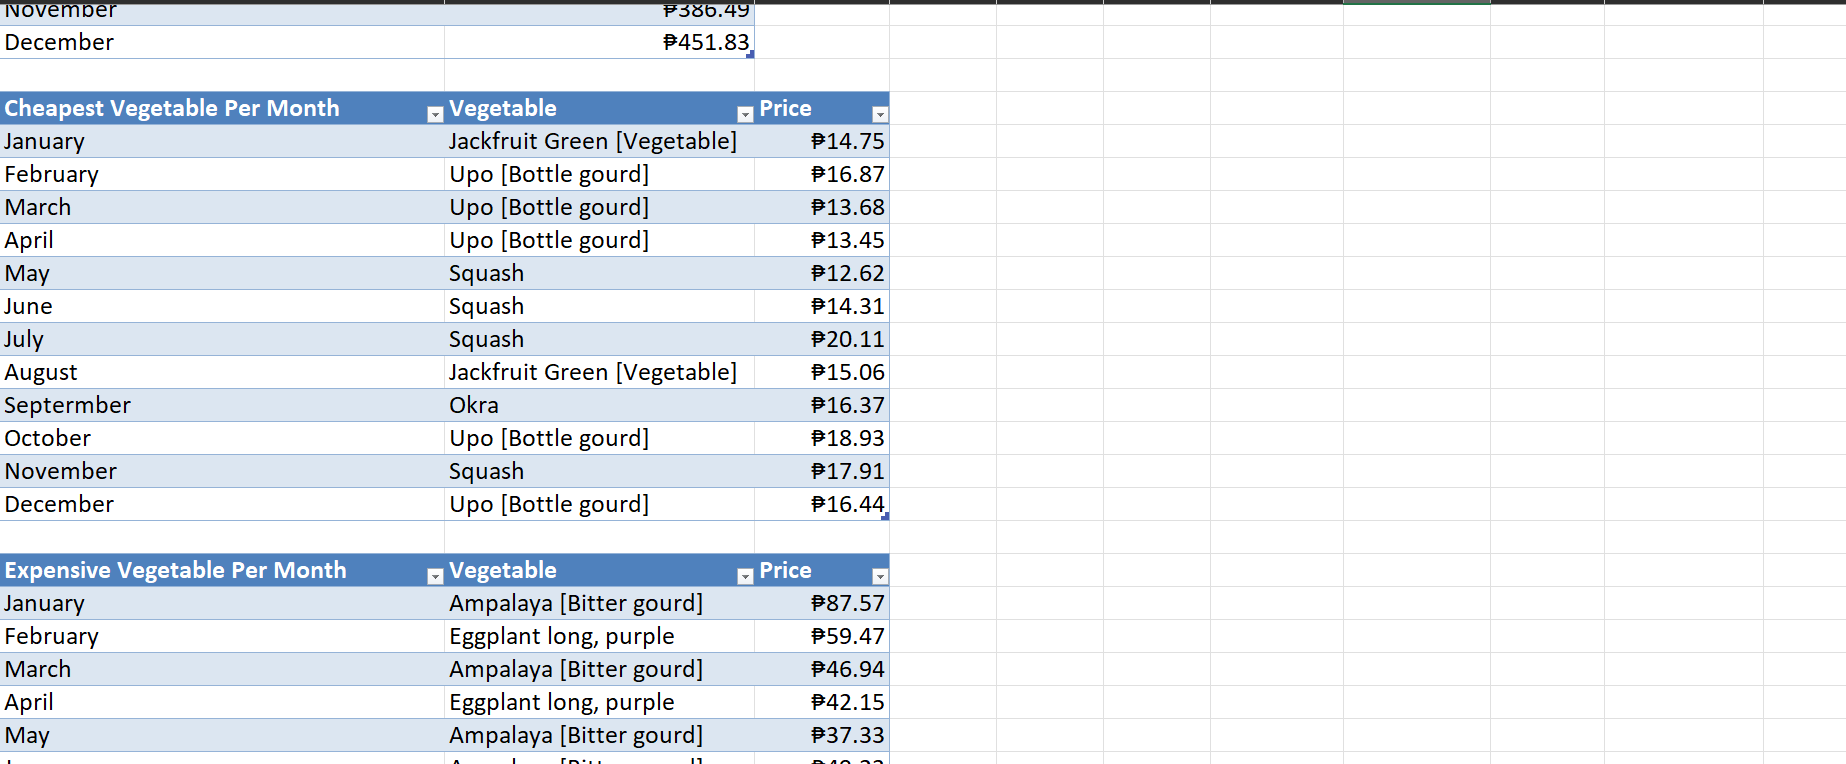 November ₱386.49
December ₱451.83
Cheapest Vegetable Per Month Vegetable Price
January Jackfruit Green [Vegetable] ₱14.75
February Upo [Bottle gourd] ₱16.87
March Upo [Bottle gourd] ₱13.68
April Upo [Bottle gourd] ₱13.45
May Squash ₱12.62
June Squash ₱14.31
July Squash ₱20.11
August Jackfruit Green [Vegetable] ₱15.06
Septermber Okra ₱16.37
October Upo [Bottle gourd] ₱18.93
November Squash ₱17.91
December Upo [Bottle gourd] ₱16.44
Expensive Vegetable Per Month Vegetable Price
January Ampalaya [Bitter gourd] ₱87.57
February Eggplant long, purple ₱59.47
March Ampalaya [Bitter gourd] ₱46.94
April Eggplant long, purple ₱42.15
May Ampalaya [Bitter gourd] ₱37.33